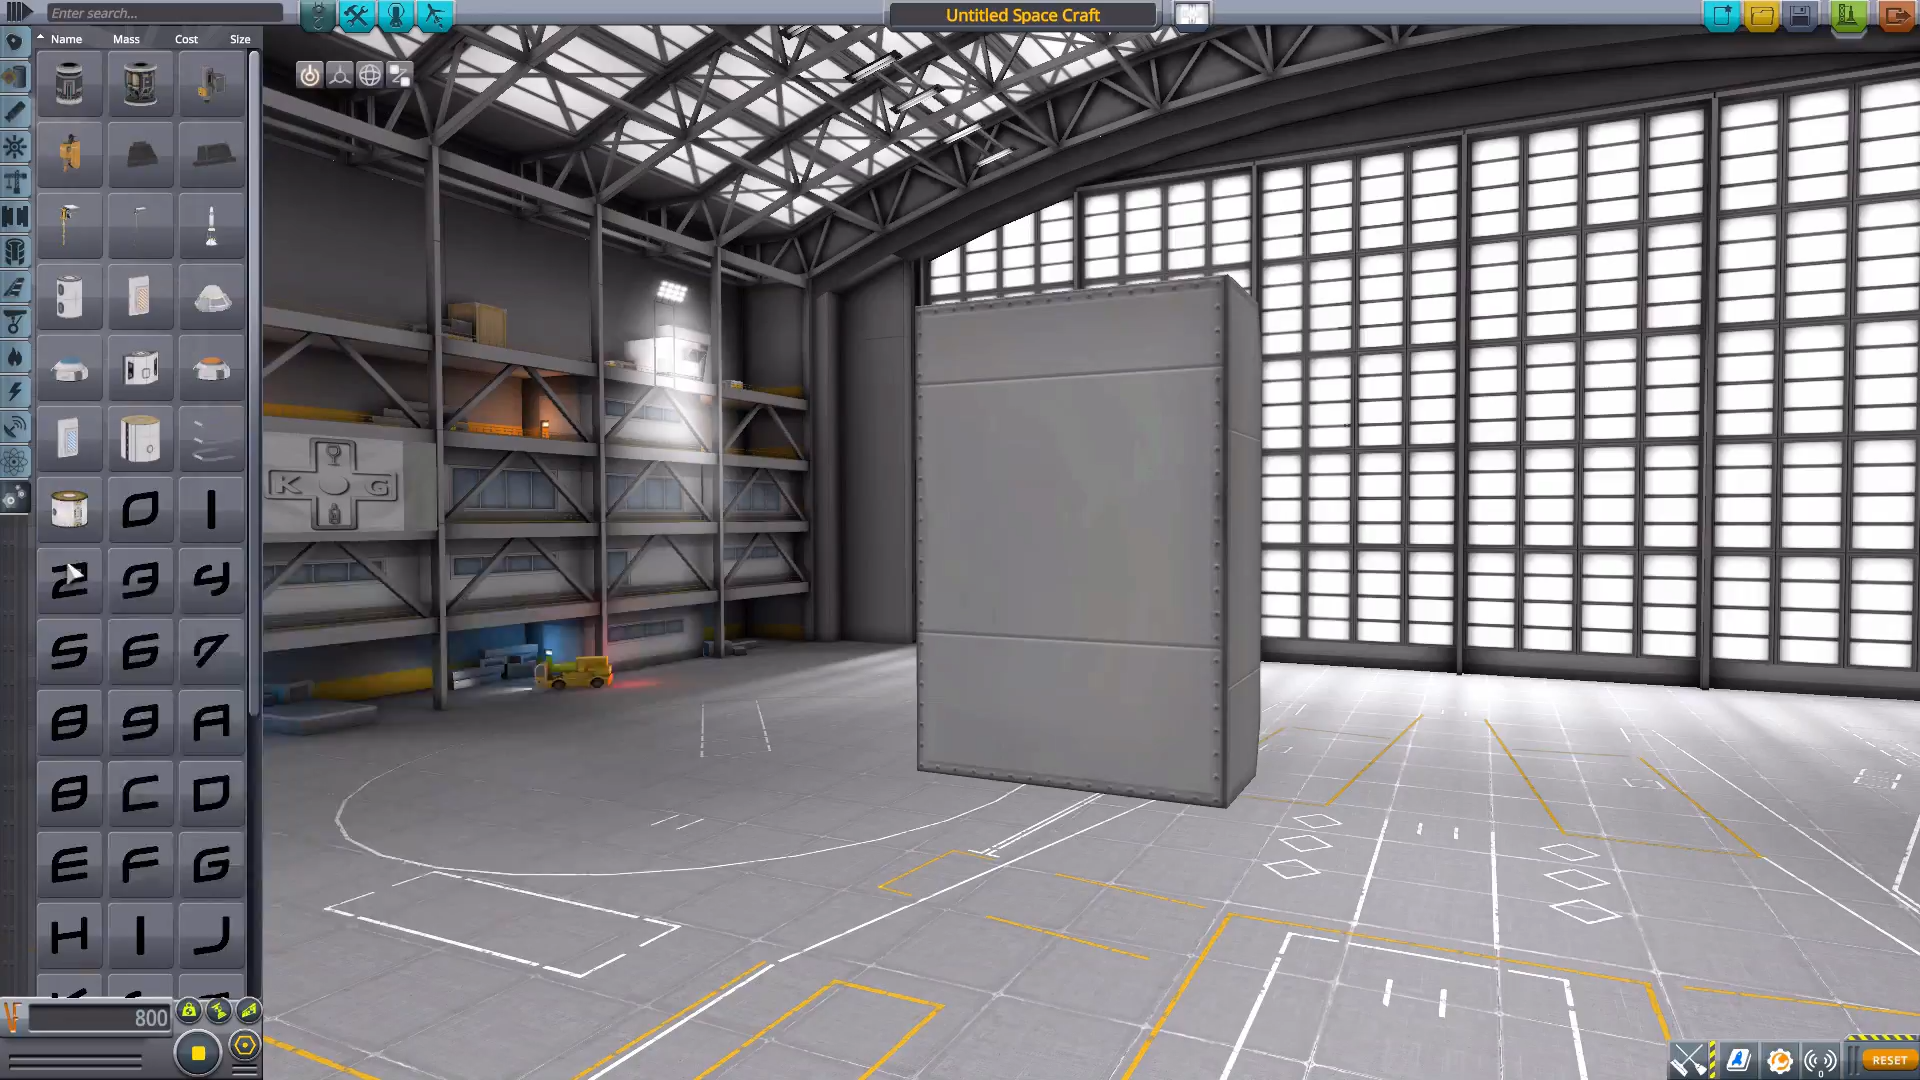 Enter search...
Untitled Space Craft
Name Mass Cost Size
K G
0 1
2 3 4
5 6 7
8 9 A
B C D
E F G
H I J
800
0
RESET